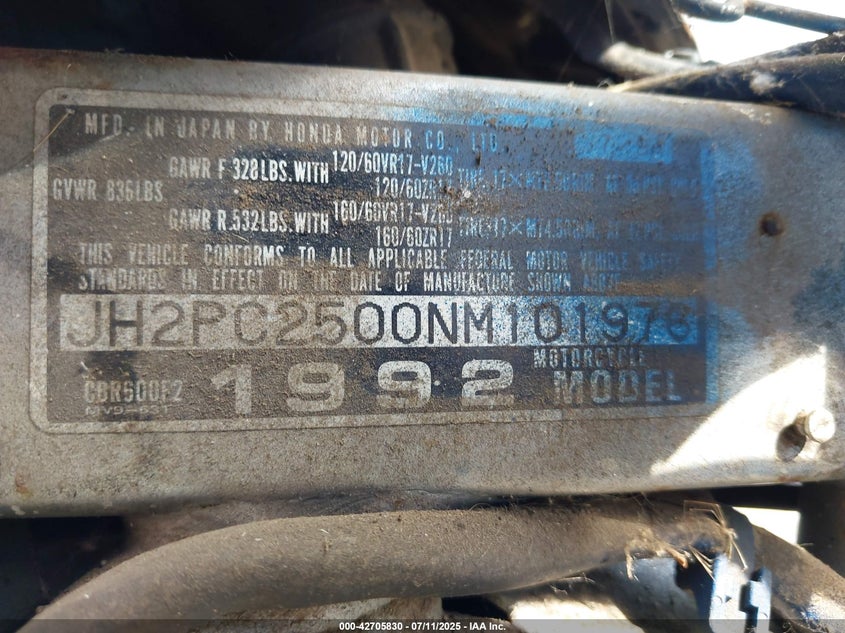 MFD. IN JAPAN BY HONDA MOTOR CO., LTD.
GVWR 836LBS
GAWR F 328LBS.WITH 120/60VR17-V260
120/60ZR17
GAWR R.532LBS.WITH 160/60VR17-V260
160/60ZR17
THIS VEHICLE CONFORMS TO ALL APPLICABLE FEDERAL MOTOR VEHICLE SAFETY
STANDARDS IN EFFECT ON THE DATE OF MANUFACTURE SHOWN ABOVE
JH2PC2500NM101976
CBR600F2 1992 MOTORCYCLE
MV9-63T MODEL
000-42705830 - 07/11/2025 - IAA Inc.